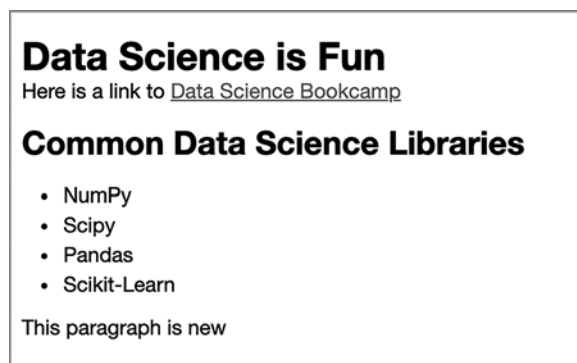 Data Science is Fun
Here is a link to Data Science Bookcamp
Common Data Science Libraries
• NumPy
• Scipy
• Pandas
• Scikit-Learn
This paragraph is new